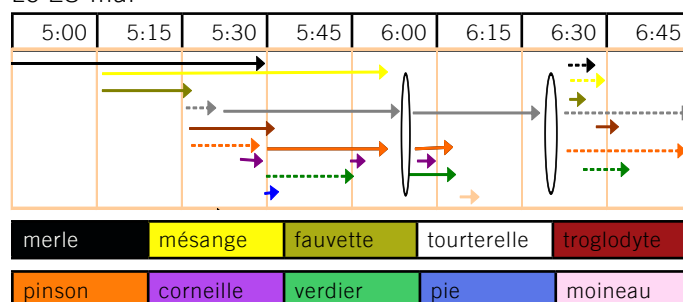 5:00 5:15 5:30 5:45 6:00 6:15 6:30 6:45
merle mésange fauvette tourterelle troglodyte
pinson corneille verdier pie moineau